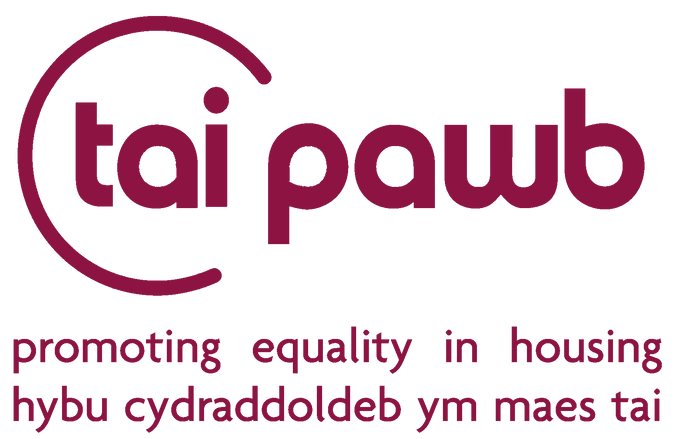 tai pawb
promoting equality in housing
hybu cydraddoldeb ym maes tai